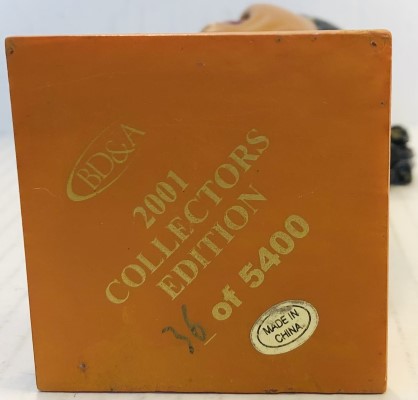 BD&A
2001
COLLECTORS
EDITION
36 of 5400
MADE IN
CHINA